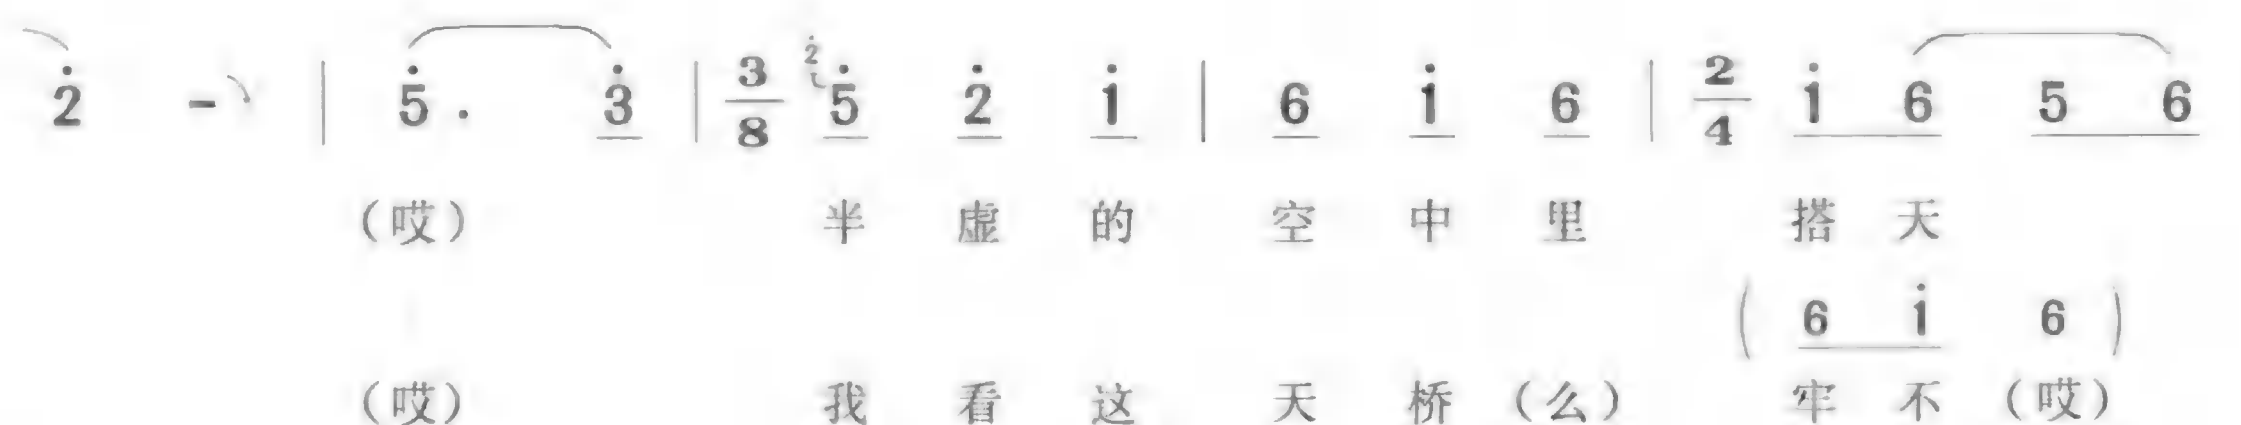 2̇ - | 5̇ . 3̇ | 3/8 2̇ 5̇ 2̇ 1̇ | 6 1̇ 6 | 2/4 1̇ 6 5 6
（哎） 半 虚 的 空 中 里 搭 天
( 6 1̇ 6 )
（哎） 我 看 这 天 桥 （么） 牢 不 （哎）